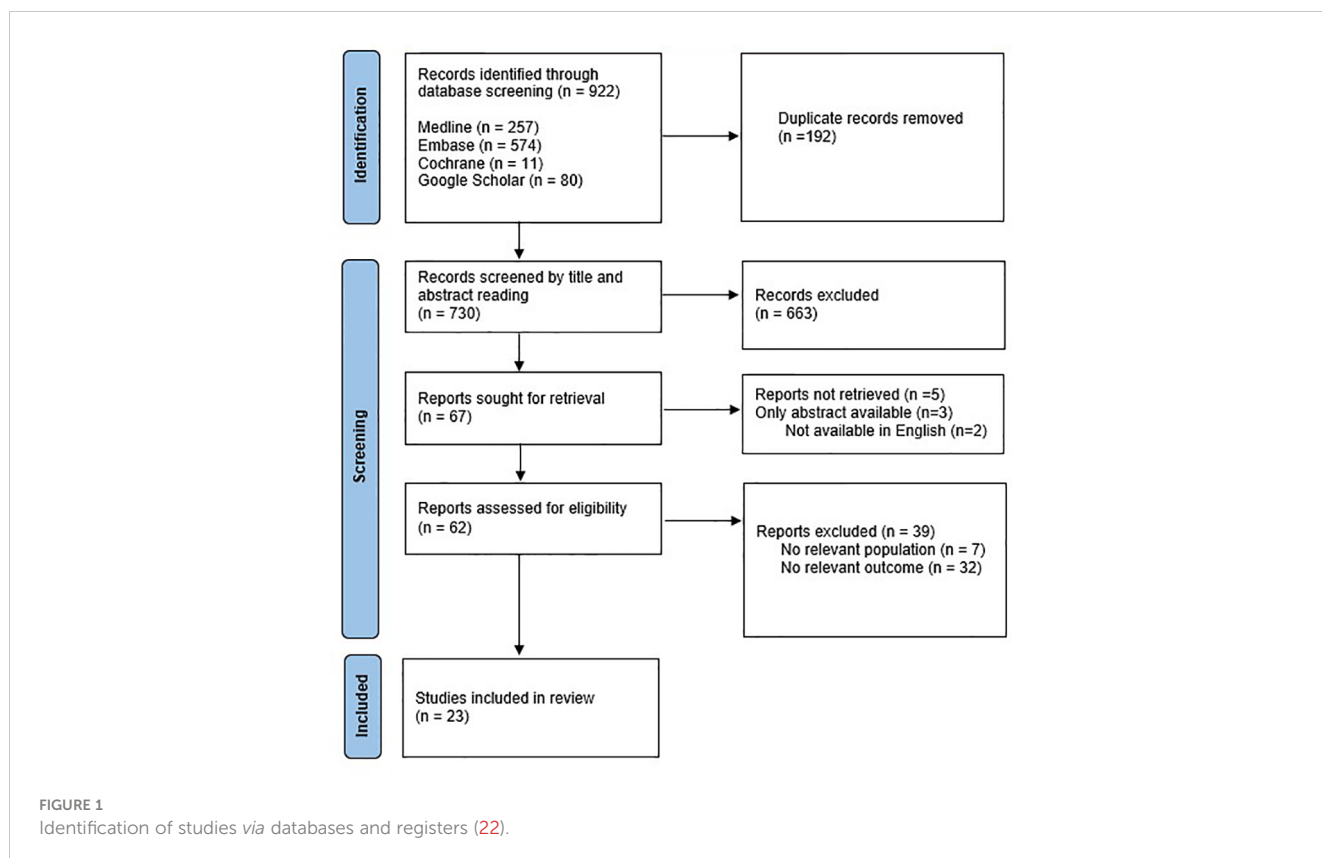 Identification
Records identified through
database screening (n = 922)
Medline (n = 257)
Embase (n = 574)
Cochrane (n = 11)
Google Scholar (n = 80)
Duplicate records removed
(n =192)
Screening
Records screened by title and
abstract reading
(n = 730)
Records excluded
(n = 663)
Reports sought for retrieval
(n = 67)
Reports not retrieved (n =5)
Only abstract available (n=3)
Not available in English (n=2)
Reports assessed for eligibility
(n = 62)
Reports excluded (n = 39)
No relevant population (n = 7)
No relevant outcome (n = 32)
Included
Studies included in review
(n = 23)
FIGURE 1
Identification of studies via databases and registers (22).